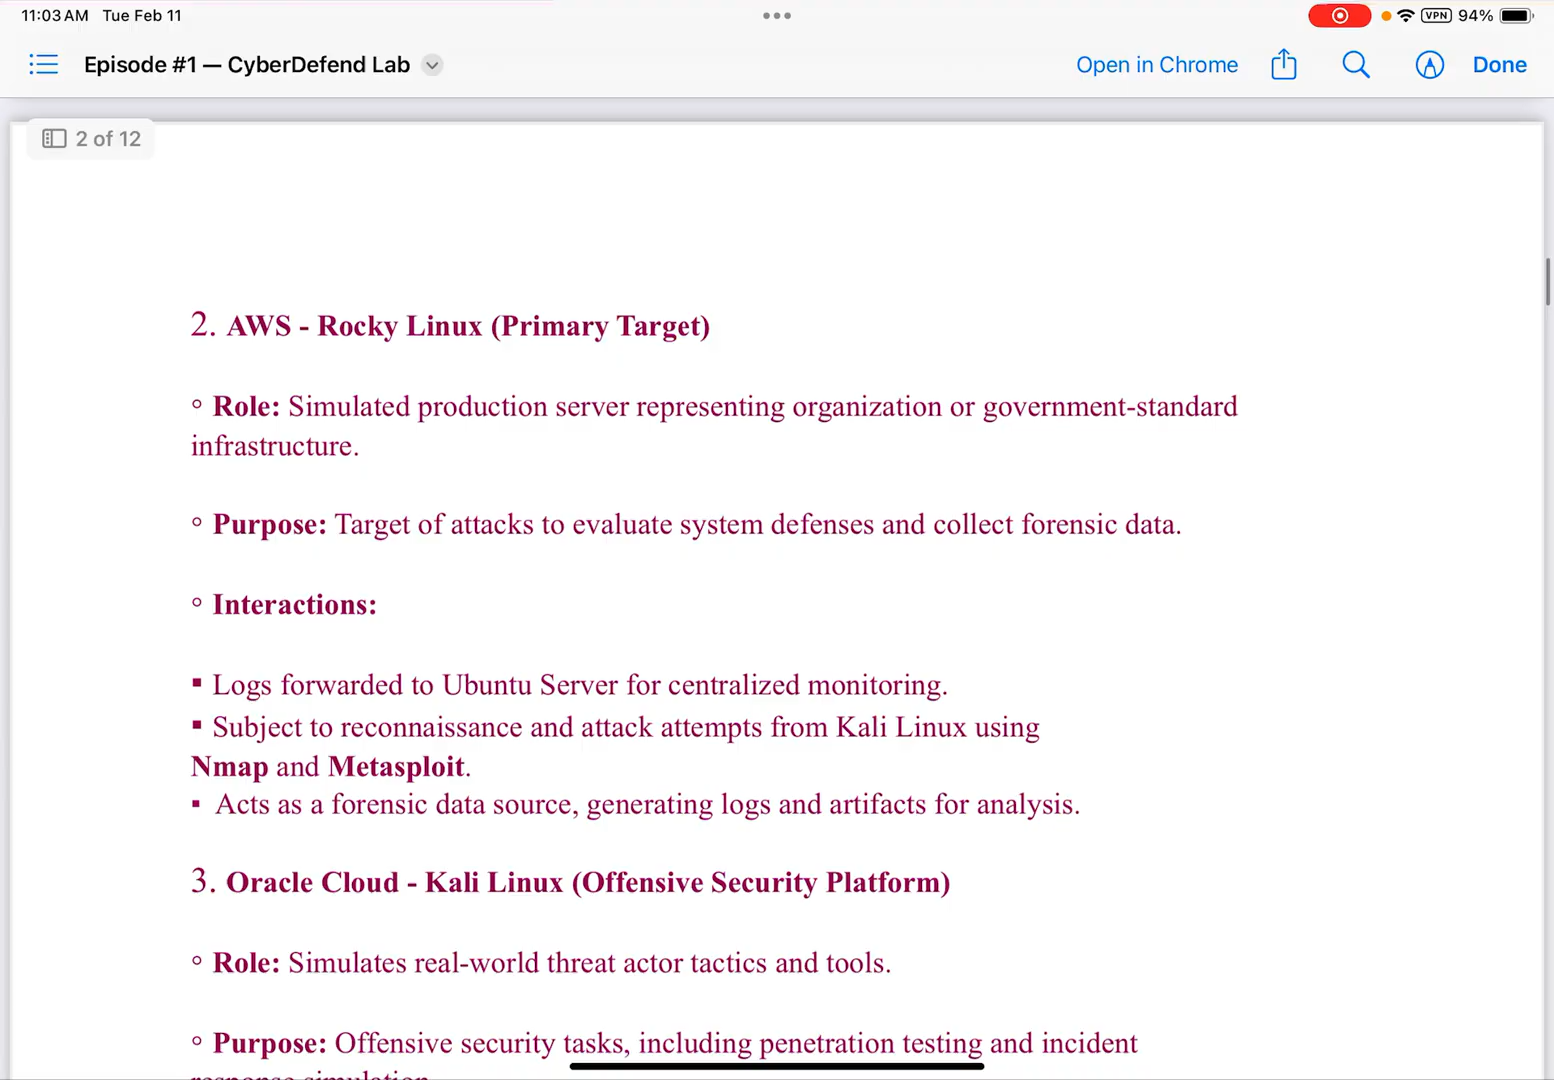 11:03 AM Tue Feb 11
VPN 94%
Episode #1 — CyberDefend Lab
Open in Chrome
Done
2 of 12
2. AWS - Rocky Linux (Primary Target)
◦ Role: Simulated production server representing organization or government-standard
infrastructure.
◦ Purpose: Target of attacks to evaluate system defenses and collect forensic data.
◦ Interactions:
▪ Logs forwarded to Ubuntu Server for centralized monitoring.
▪ Subject to reconnaissance and attack attempts from Kali Linux using
Nmap and Metasploit.
▪ Acts as a forensic data source, generating logs and artifacts for analysis.
3. Oracle Cloud - Kali Linux (Offensive Security Platform)
◦ Role: Simulates real-world threat actor tactics and tools.
◦ Purpose: Offensive security tasks, including penetration testing and incident
response simulation.